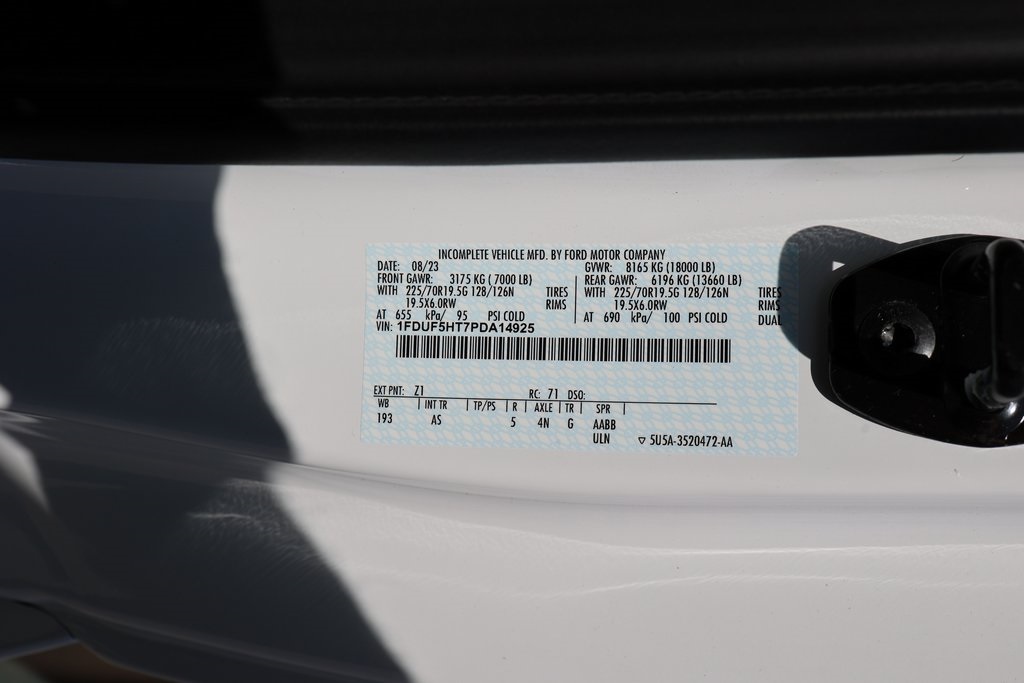 INCOMPLETE VEHICLE MFD. BY FORD MOTOR COMPANY
DATE: 08/23 GVWR: 8165 KG (18000 LB)
FRONT GAWR: 3175 KG ( 7000 LB) REAR GAWR: 6196 KG (13660 LB)
WITH 225/70R19.5G 128/126N TIRES WITH 225/70R19.5G 128/126N TIRES
19.5X6.0RW RIMS 19.5X6.0RW RIMS
AT 655 kPa/ 95 PSI COLD AT 690 kPa/ 100 PSI COLD DUAL
VIN: 1FDUF5HT7PDA14925
EXT PNT: Z1 RC: 71 DSO:
WB INT TR TP/PS R AXLE TR SPR
193 AS 5 4N G AABB
ULN 5U5A-3520472-AA